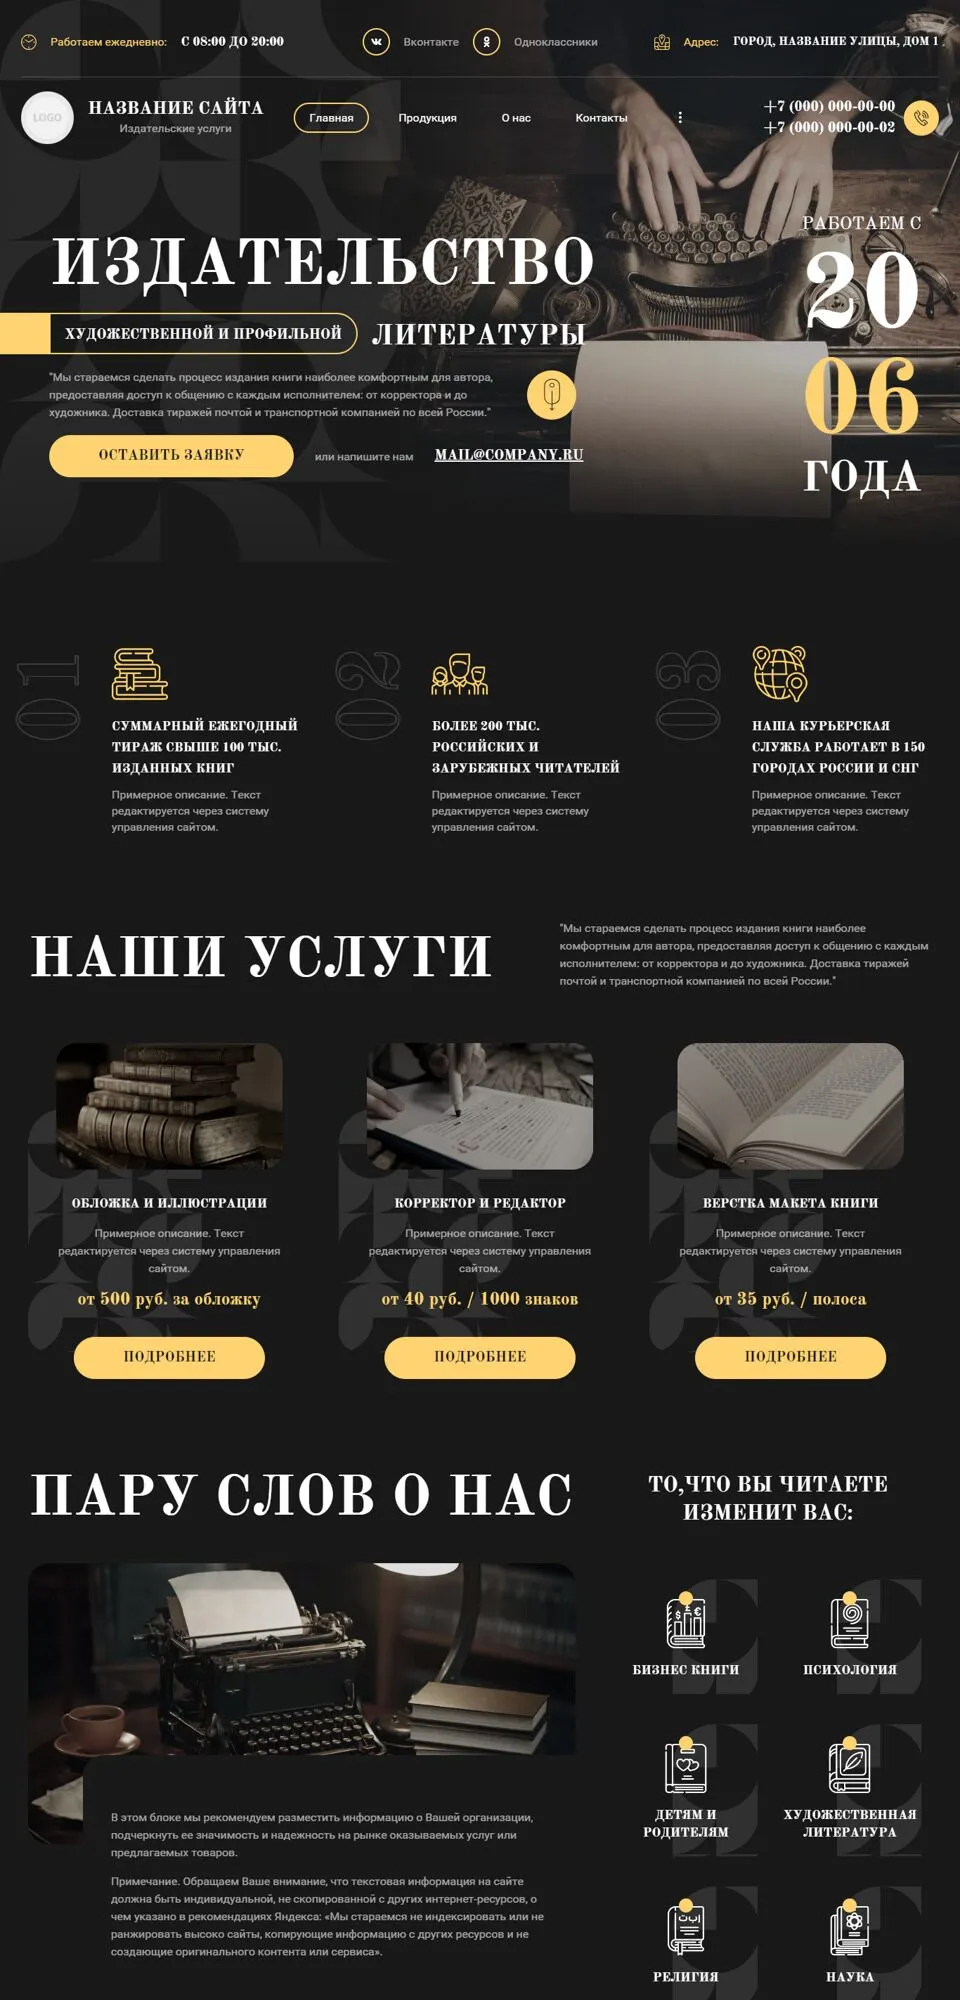 Работаем ежедневно: С 08:00 ДО 20:00
Вконтакте
Одноклассники
Адрес: ГОРОД, НАЗВАНИЕ УЛИЦЫ, ДОМ 1
LOGO
НАЗВАНИЕ САЙТА
Издательские услуги
Главная
Продукция
О нас
Контакты
+7 (000) 000-00-00
+7 (000) 000-00-02
ИЗДАТЕЛЬСТВО
ХУДОЖЕСТВЕННОЙ И ПРОФИЛЬНОЙ ЛИТЕРАТУРЫ
"Мы стараемся сделать процесс издания книги наиболее комфортным для автора,
предоставляя доступ к общению с каждым исполнителем: от корректора и до
художника. Доставка тиражей почтой и транспортной компанией по всей России."
ОСТАВИТЬ ЗАЯВКУ
или напишите нам MAIL@COMPANY.RU
РАБОТАЕМ С
20
06
ГОДА
01
СУММАРНЫЙ ЕЖЕГОДНЫЙ
ТИРАЖ СВЫШЕ 100 ТЫС.
ИЗДАННЫХ КНИГ
Примерное описание. Текст
редактируется через систему
управления сайтом.
02
БОЛЕЕ 200 ТЫС.
РОССИЙСКИХ И
ЗАРУБЕЖНЫХ ЧИТАТЕЛЕЙ
Примерное описание. Текст
редактируется через систему
управления сайтом.
03
НАША КУРЬЕРСКАЯ
СЛУЖБА РАБОТАЕТ В 150
ГОРОДАХ РОССИИ И СНГ
Примерное описание. Текст
редактируется через систему
управления сайтом.
НАШИ УСЛУГИ
"Мы стараемся сделать процесс издания книги наиболее
комфортным для автора, предоставляя доступ к общению с каждым
исполнителем: от корректора и до художника. Доставка тиражей
почтой и транспортной компанией по всей России."
ОБЛОЖКА И ИЛЛЮСТРАЦИИ
Примерное описание. Текст
редактируется через систему управления
сайтом.
от 500 руб. за обложку
ПОДРОБНЕЕ
КОРРЕКТОР И РЕДАКТОР
Примерное описание. Текст
редактируется через систему управления
сайтом.
от 40 руб. / 1000 знаков
ПОДРОБНЕЕ
ВЕРСТКА МАКЕТА КНИГИ
Примерное описание. Текст
редактируется через систему управления
сайтом.
от 35 руб. / полоса
ПОДРОБНЕЕ
ПАРУ СЛОВ О НАС
В этом блоке мы рекомендуем разместить информацию о Вашей организации,
подчеркнуть ее значимость и надежность на рынке оказываемых услуг или
предлагаемых товаров.
Примечание. Обращаем Ваше внимание, что текстовая информация на сайте
должна быть индивидуальной, не скопированной с других интернет-ресурсов, о
чем указано в рекомендациях Яндекса: «Мы стараемся не индексировать или не
ранжировать высоко сайты, копирующие информацию с других ресурсов и не
создающие оригинального контента или сервиса».
ТО,ЧТО ВЫ ЧИТАЕТЕ
ИЗМЕНИТ ВАС:
БИЗНЕС КНИГИ
ПСИХОЛОГИЯ
ДЕТЯМ И
РОДИТЕЛЯМ
ХУДОЖЕСТВЕННАЯ
ЛИТЕРАТУРА
РЕЛИГИЯ
НАУКА